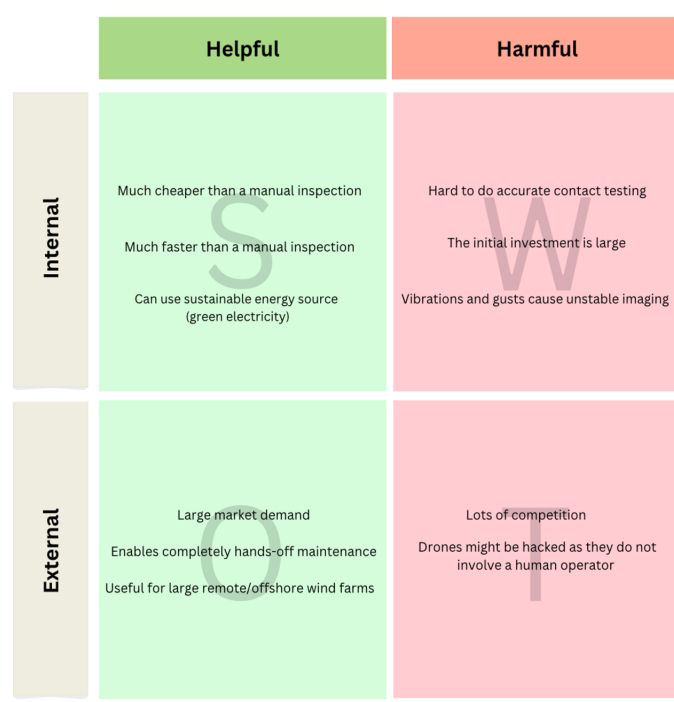 Helpful
Harmful
Internal
S
Much cheaper than a manual inspection
Much faster than a manual inspection
Can use sustainable energy source
(green electricity)
W
Hard to do accurate contact testing
The initial investment is large
Vibrations and gusts cause unstable imaging
External
O
Large market demand
Enables completely hands-off maintenance
Useful for large remote/offshore wind farms
T
Lots of competition
Drones might be hacked as they do not
involve a human operator